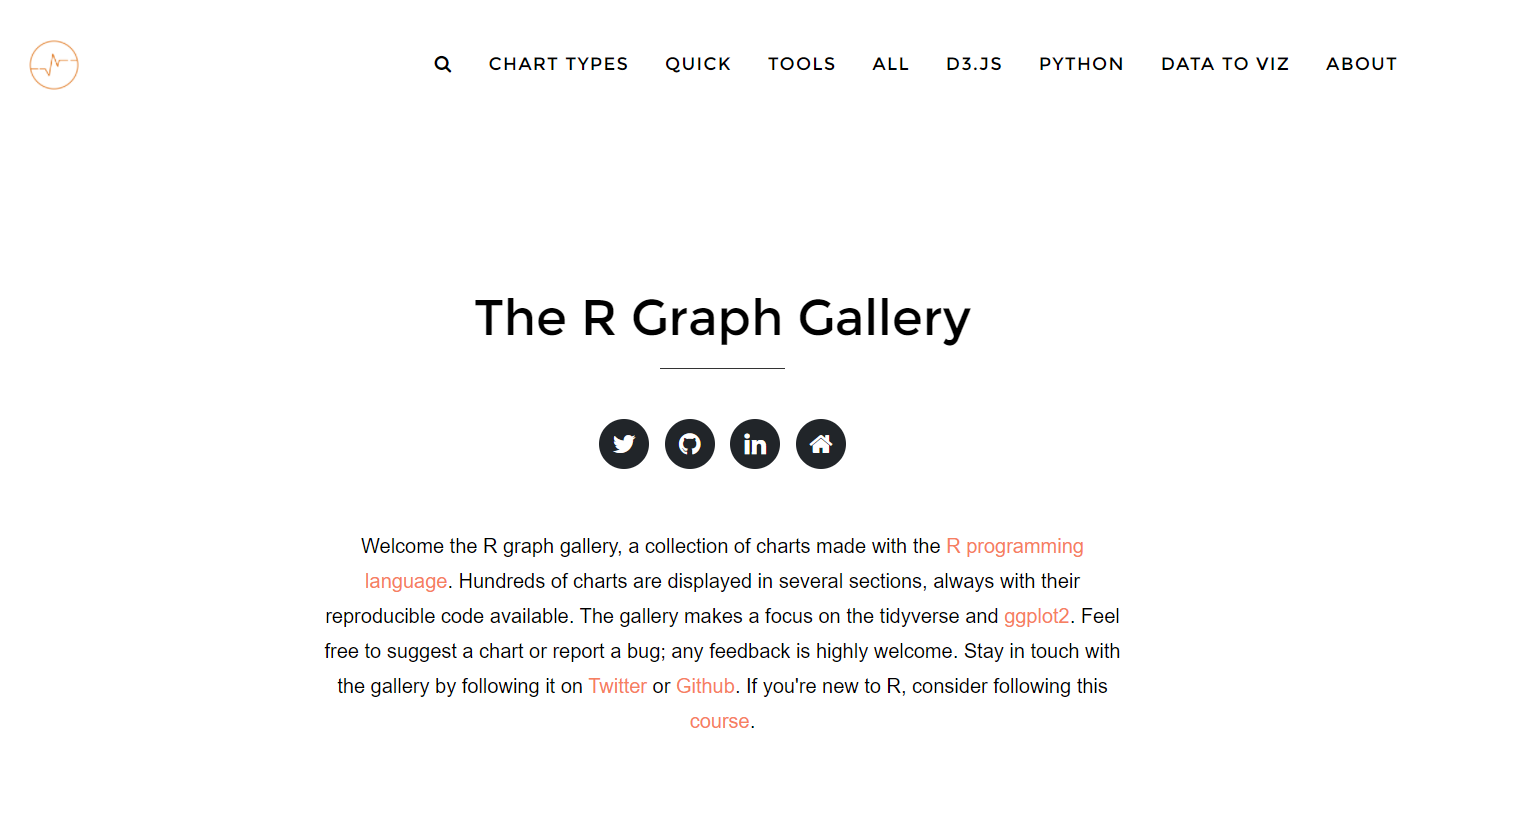 CHART TYPES QUICK TOOLS ALL D3.JS PYTHON DATA TO VIZ ABOUT
The R Graph Gallery
in
Welcome the R graph gallery, a collection of charts made with the R programming
language. Hundreds of charts are displayed in several sections, always with their
reproducible code available. The gallery makes a focus on the tidyverse and ggplot2. Feel
free to suggest a chart or report a bug; any feedback is highly welcome. Stay in touch with
the gallery by following it on Twitter or Github. If you're new to R, consider following this
course.